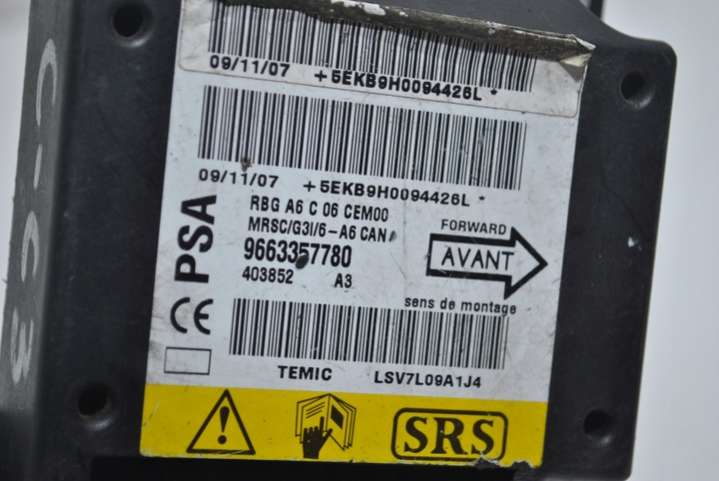 09/11/07 +5EKB9H0094426L *
09/11/07 +5EKB9H0094426L *
PSA
RBG A6 C 06 CEM00
MRSC/G3I/6-A6 CAN
9663357780
403852 A3
FORWARD
AVANT
sens de montage
CE
TEMIC LSV7L09A1J4
SRS